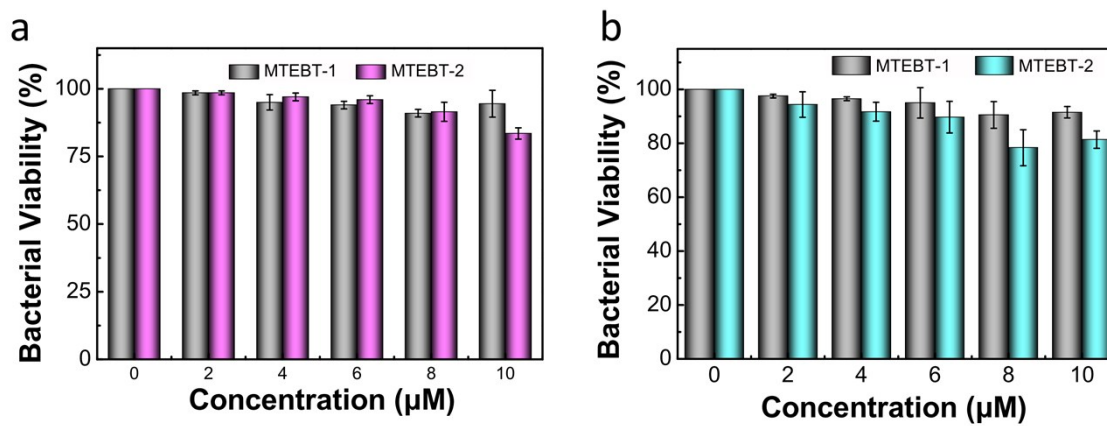 a
MTEBT-1 MTEBT-2
Bacterial Viability (%)
100
75
50
25
0
0 2 4 6 8 10
Concentration (µM)
b
MTEBT-1 MTEBT-2
Bacterial Viability (%)
100
80
60
40
20
0
0 2 4 6 8 10
Concentration (µM)